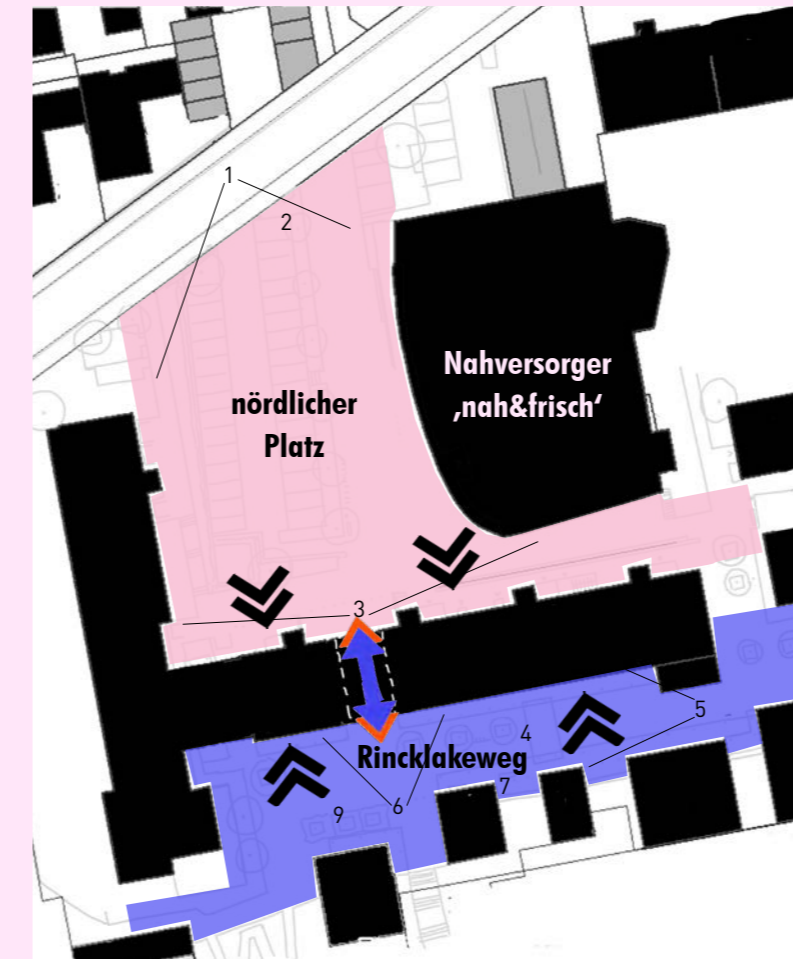 1
2
nördlicher
Platz
Nahversorger
‚nah&frisch‘
3
4
5
Rincklakeweg
6
7
9